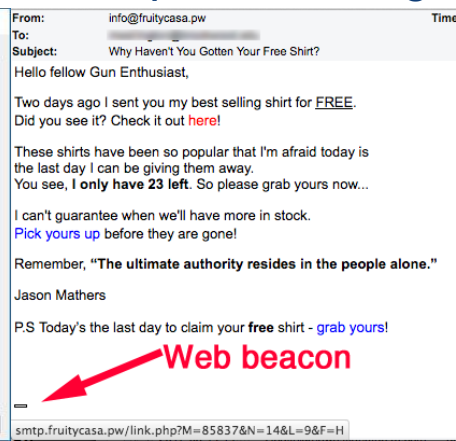 From: info@fruitycasa.pw Time
To:
Subject: Why Haven't You Gotten Your Free Shirt?
Hello fellow Gun Enthusiast,
Two days ago I sent you my best selling shirt for FREE.
Did you see it? Check it out here!
These shirts have been so popular that I'm afraid today is
the last day I can be giving them away.
You see, I only have 23 left. So please grab yours now...
I can't guarantee when we'll have more in stock.
Pick yours up before they are gone!
Remember, “The ultimate authority resides in the people alone.”
Jason Mathers
P.S Today's the last day to claim your free shirt - grab yours!
Web beacon
smtp.fruitycasa.pw/link.php?M=85837&N=14&L=9&F=H